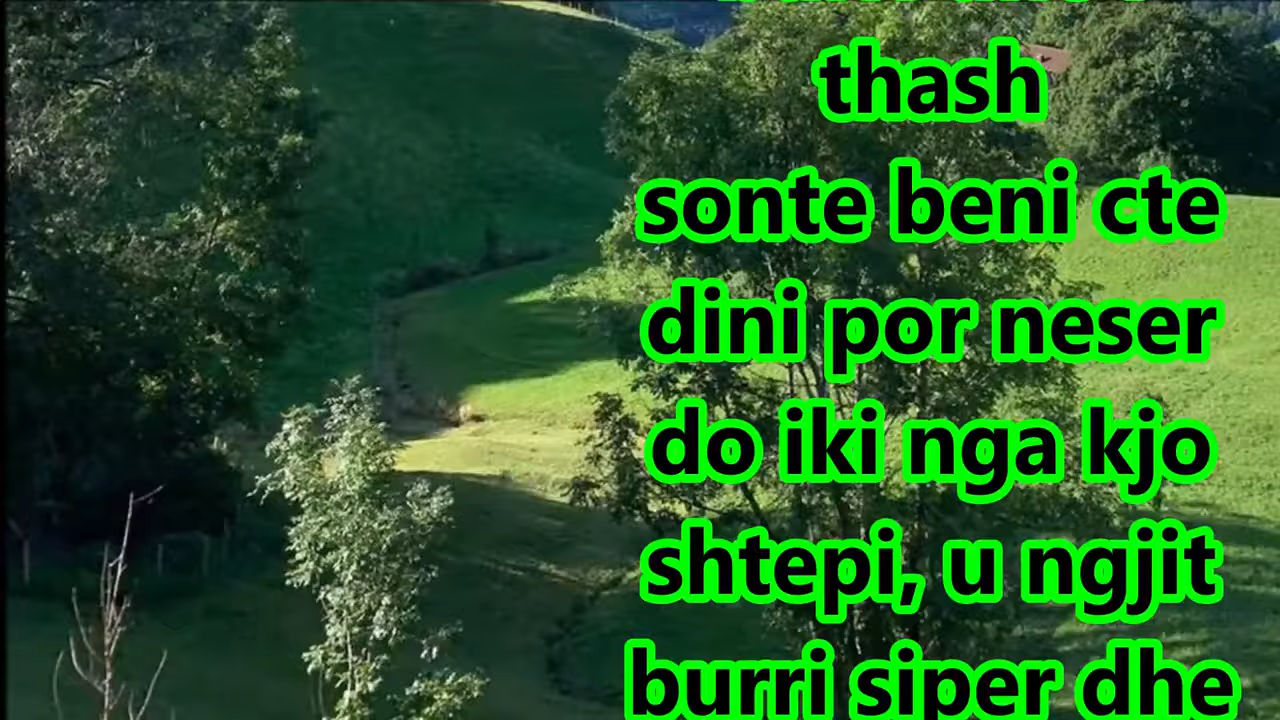 thash
sonte beni cte
dini por neser
do iki nga kjo
shtepi, u ngjit
burri siper dhe